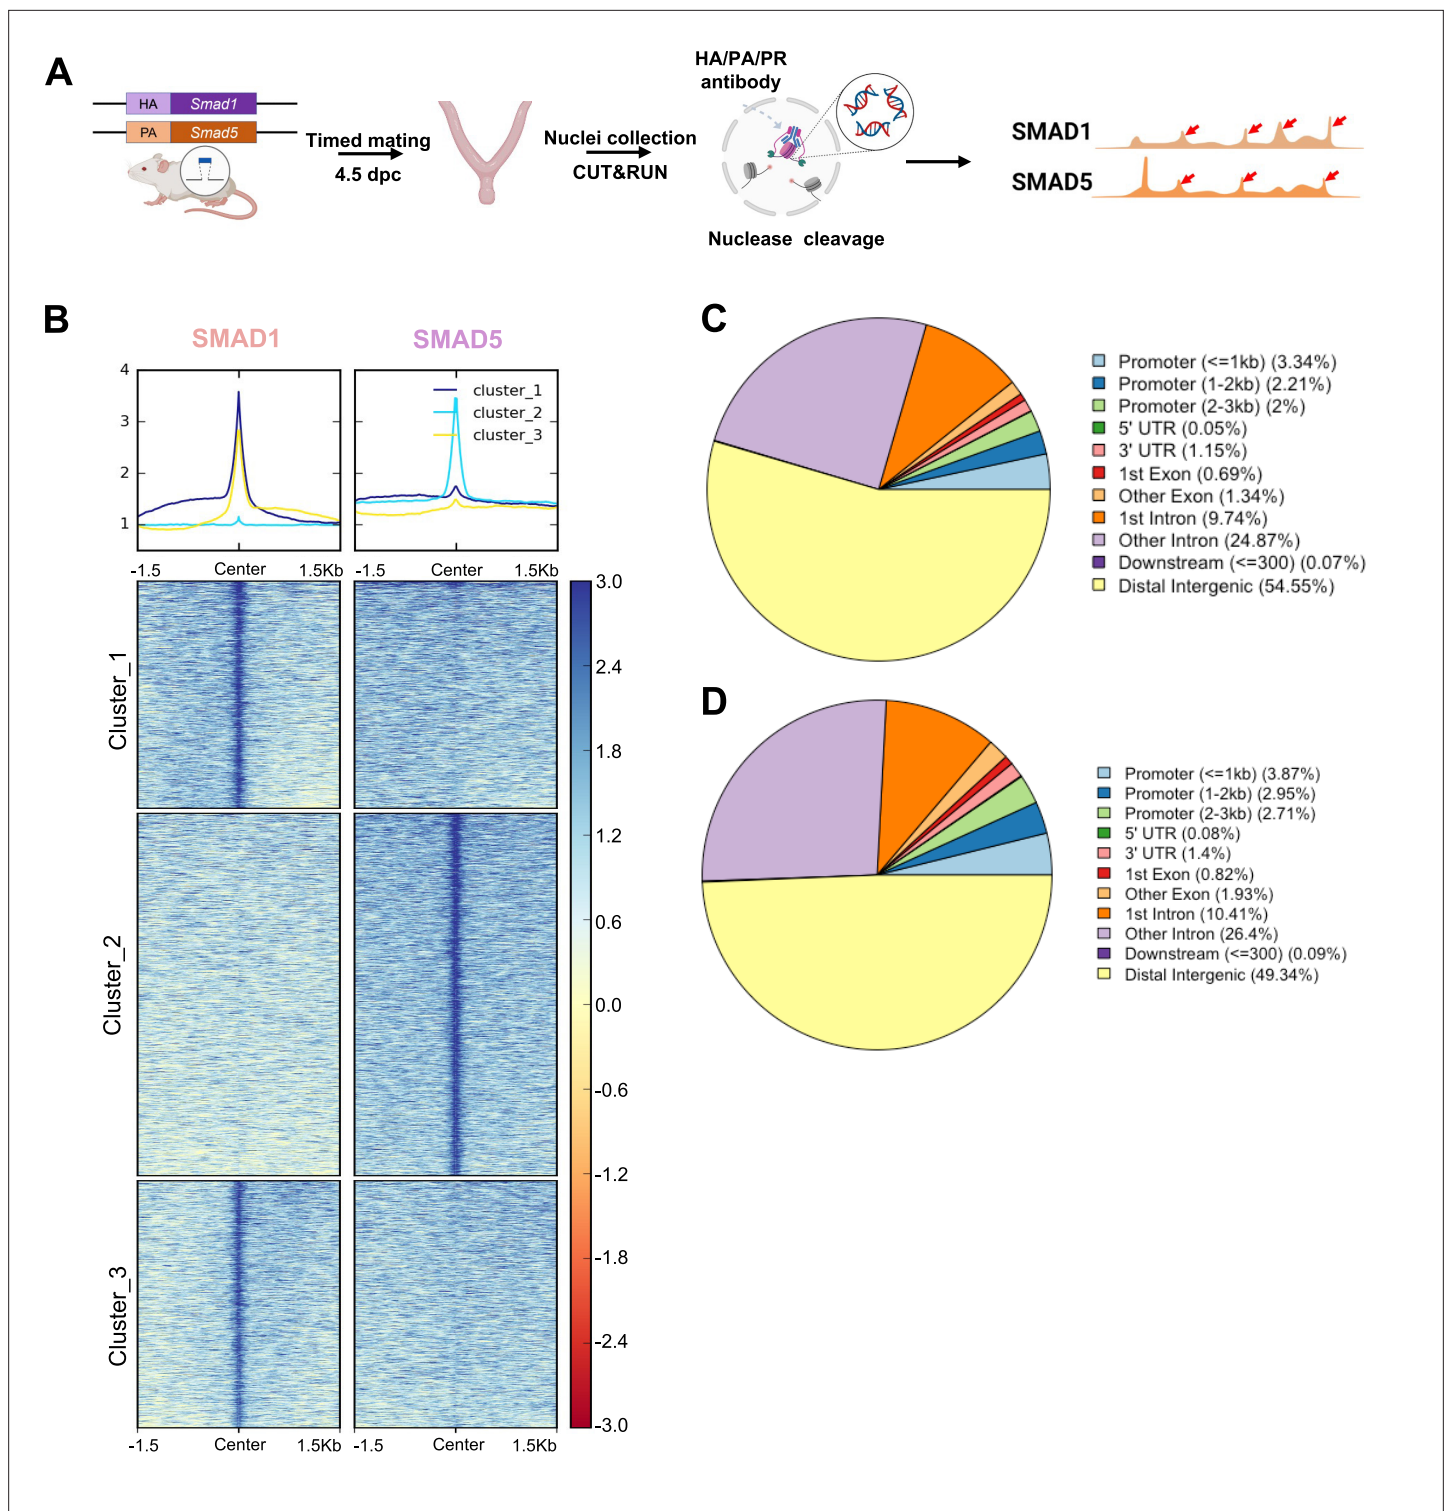 A
HA Smad1
PA Smad5
Timed mating
4.5 dpc
Nuclei collection
CUT&RUN
HA/PA/PR
antibody
Nuclease cleavage
SMAD1
SMAD5
B
SMAD1
SMAD5
4
3
2
1
cluster_1
cluster_2
cluster_3
-1.5 Center 1.5Kb
-1.5 Center 1.5Kb
Cluster_1
Cluster_2
Cluster_3
3.0
2.4
1.8
1.2
0.6
0.0
-0.6
-1.2
-1.8
-2.4
-3.0
-1.5 Center 1.5Kb
-1.5 Center 1.5Kb
C
Promoter (<=1kb) (3.34%)
Promoter (1-2kb) (2.21%)
Promoter (2-3kb) (2%)
5' UTR (0.05%)
3' UTR (1.15%)
1st Exon (0.69%)
Other Exon (1.34%)
1st Intron (9.74%)
Other Intron (24.87%)
Downstream (<=300) (0.07%)
Distal Intergenic (54.55%)
D
Promoter (<=1kb) (3.87%)
Promoter (1-2kb) (2.95%)
Promoter (2-3kb) (2.71%)
5' UTR (0.08%)
3' UTR (1.4%)
1st Exon (0.82%)
Other Exon (1.93%)
1st Intron (10.41%)
Other Intron (26.4%)
Downstream (<=300) (0.09%)
Distal Intergenic (49.34%)